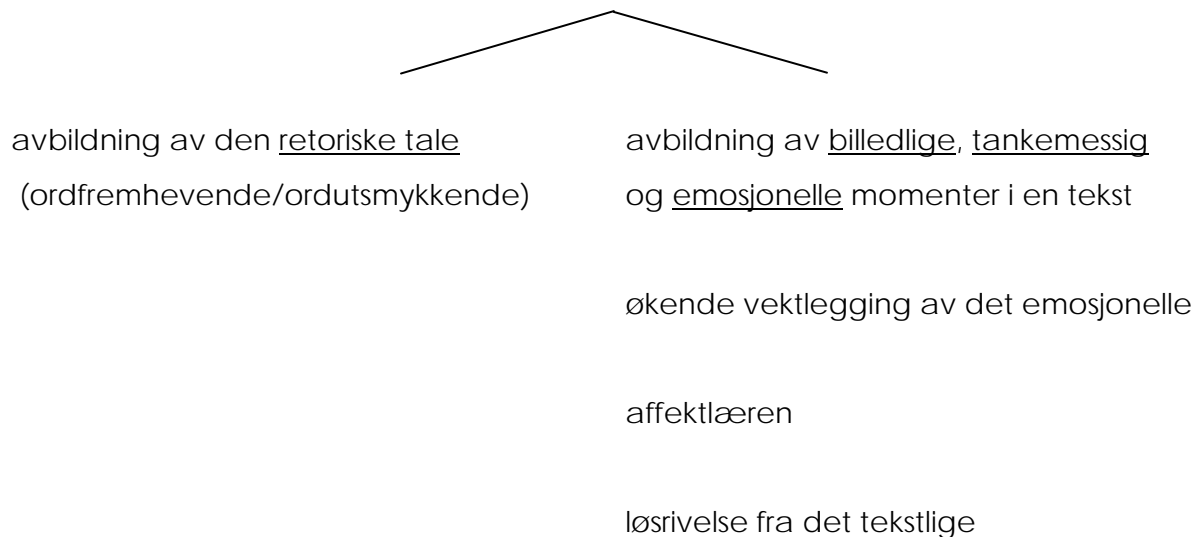 avbildning av den retoriske tale
(ordfremhevende/ordutsmykkende)
avbildning av billedlige, tankemessig
og emosjonelle momenter i en tekst
økende vektlegging av det emosjonelle
affektlæren
løsrivelse fra det tekstlige